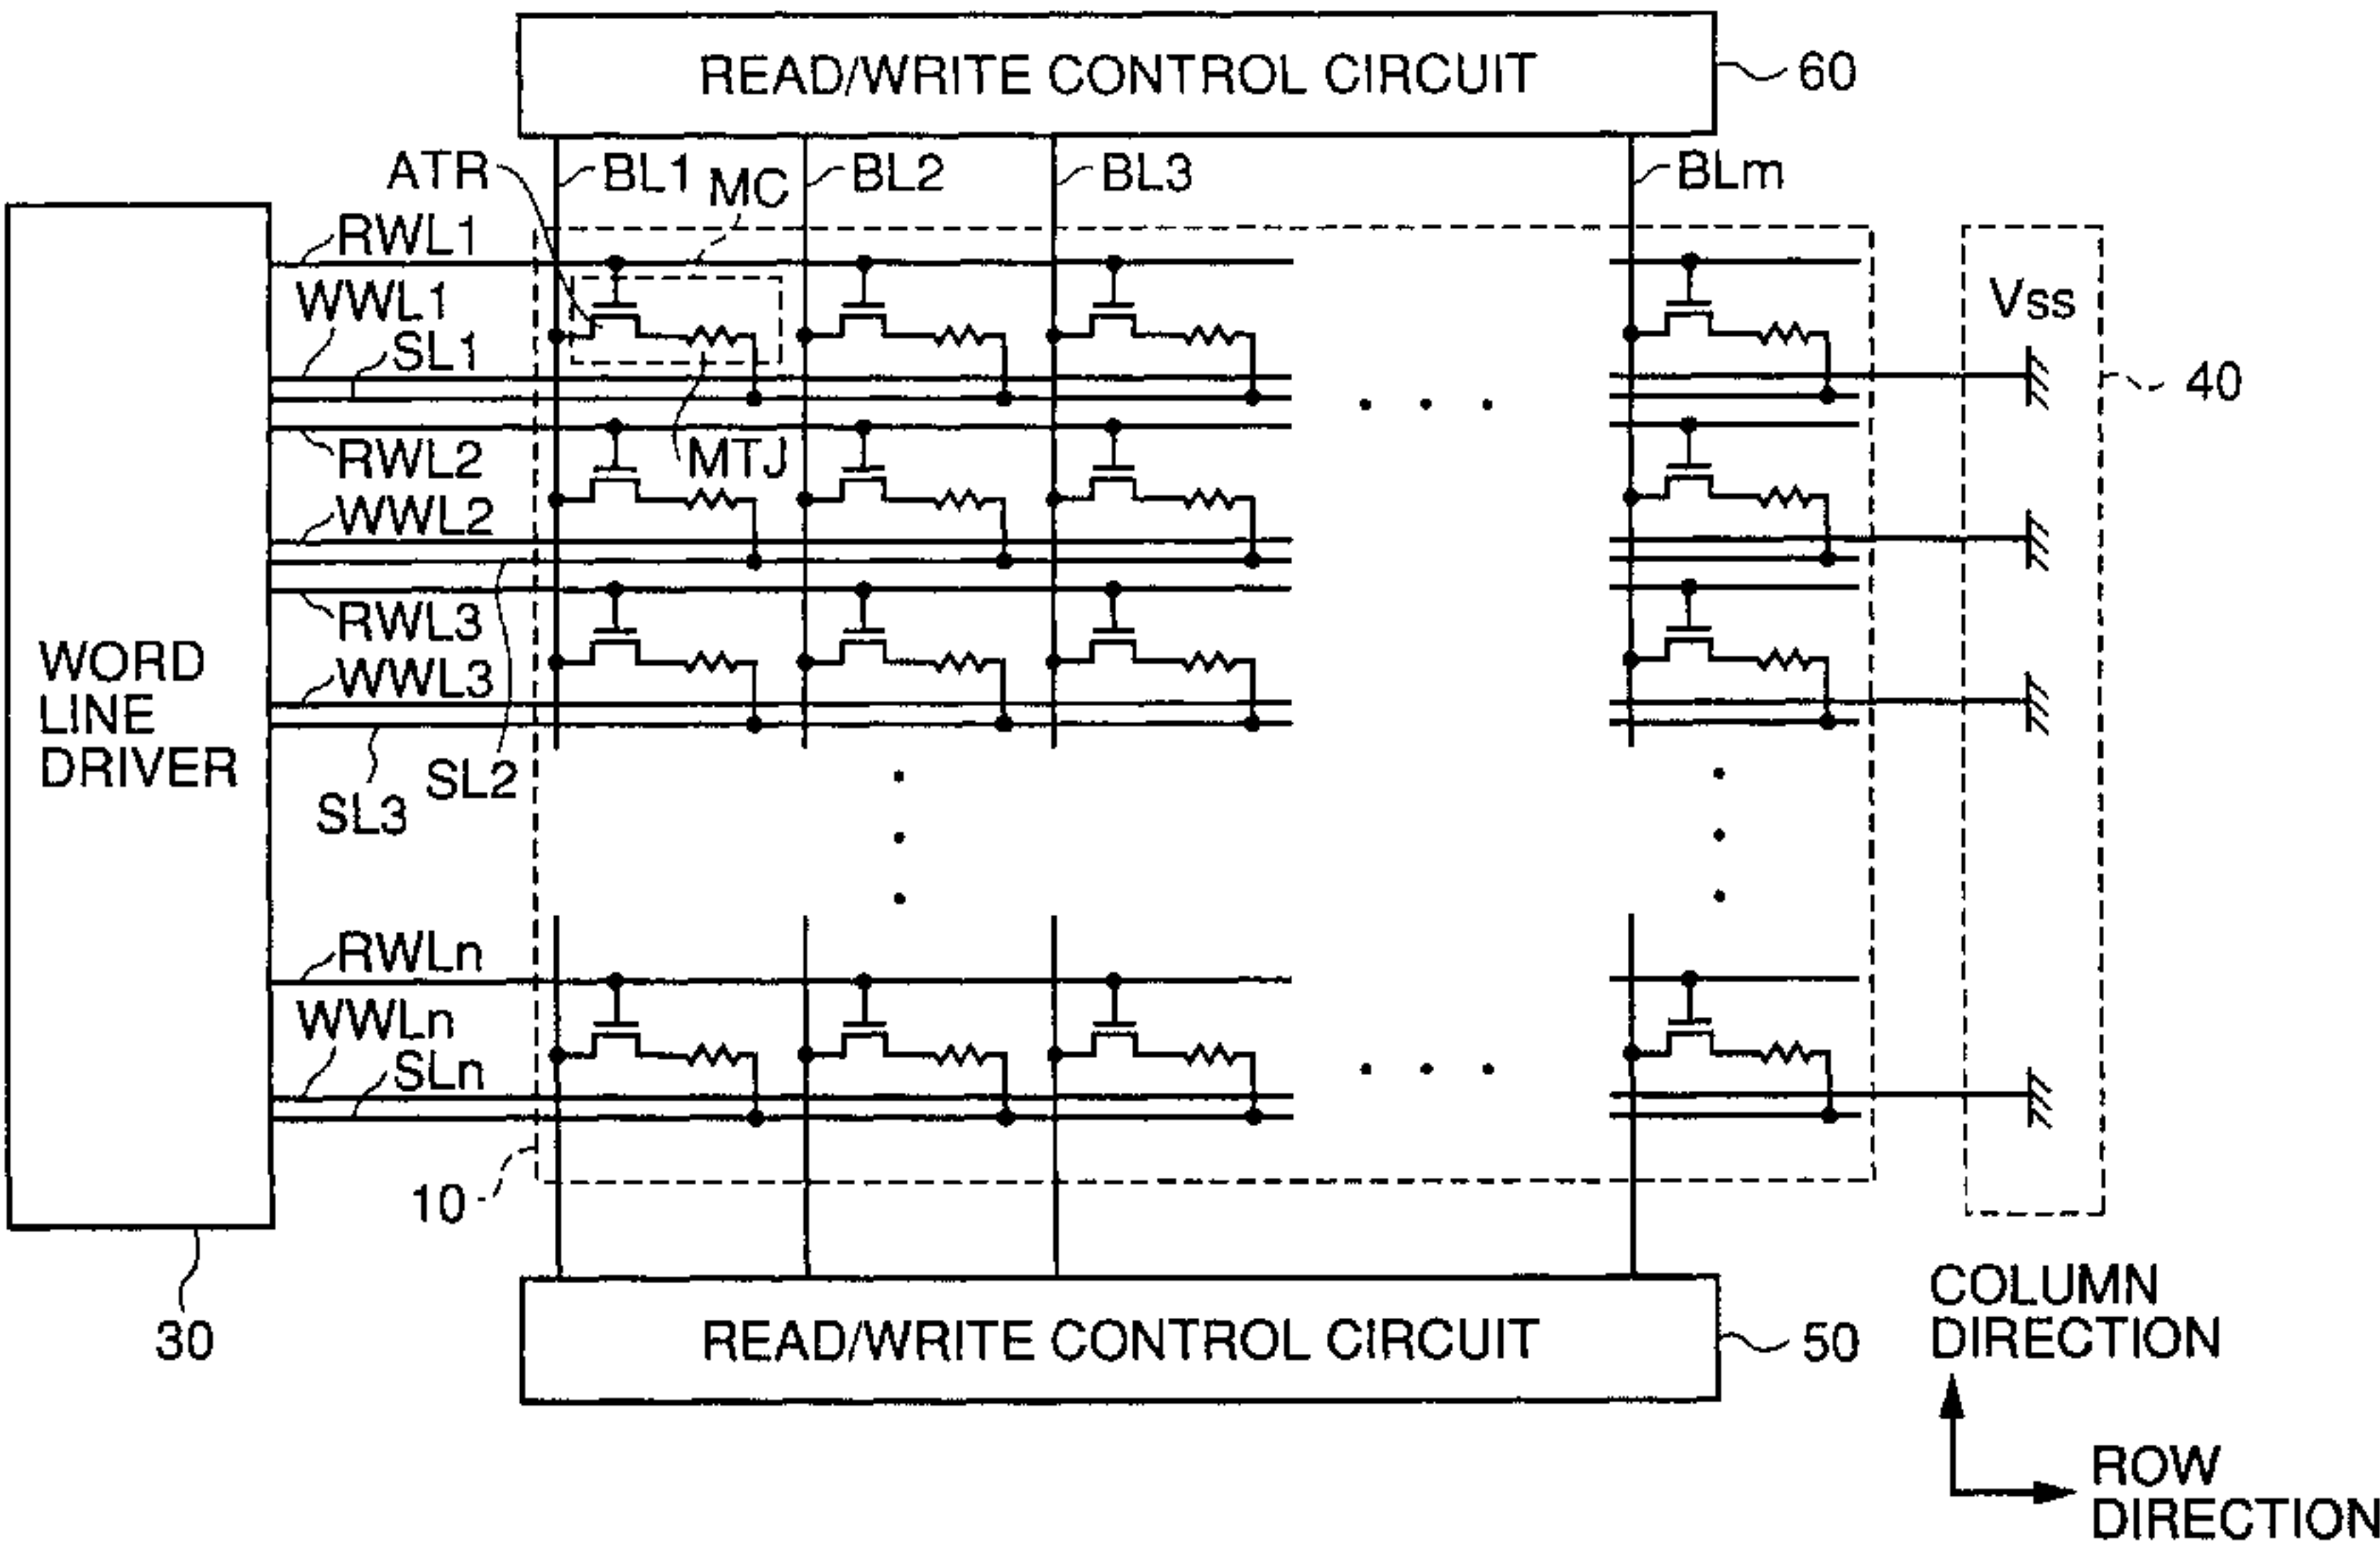 READ/WRITE CONTROL CIRCUIT
60
ATR
BL1
MC
BL2
BL3
BLm
RWL1
WWL1
SL1
Vss
40
RWL2
MTJ
WWL2
RWL3
WWL3
WORD
LINE
DRIVER
SL2
SL3
RWLn
WWLn
SLn
10
30
READ/WRITE CONTROL CIRCUIT
50
COLUMN
DIRECTION
ROW
DIRECTION